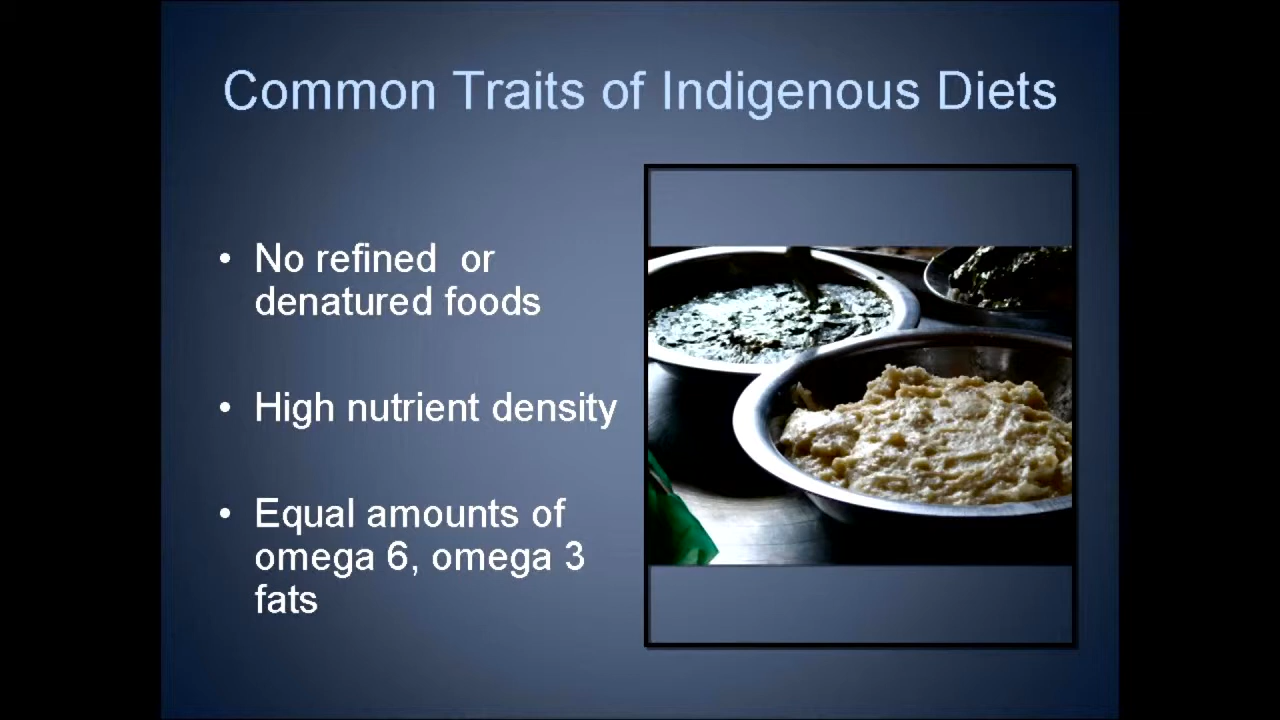 Common Traits of Indigenous Diets
• No refined  or
denatured foods
• High nutrient density
• Equal amounts of
omega 6, omega 3
fats